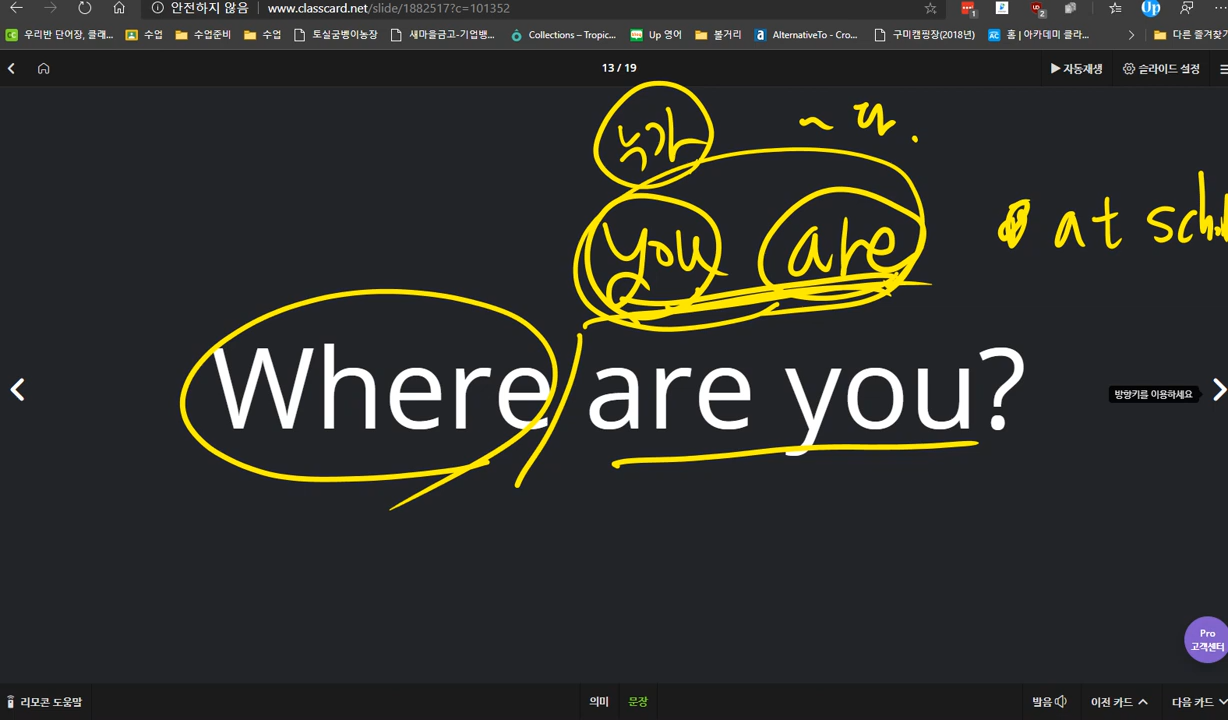 안전하지 않음 www.classcard.net/slide/1882517?c=101352
우리반 단어장, 클래... 수업 수업준비 수업 토실굼벵이농장 새마을금고-기업뱅... Collections – Tropic... Up 영어 볼거리 AlternativeTo - Cro... 구미캠핑장(2018년) 홈 | 아카데미 클라... 다른 즐겨찾기
13 / 19 자동재생 슬라이드 설정
누가 ~ 다.
you are at sch
Where are you?
방향키를 이용하세요
Pro
고객센터
리모콘 도움말 의미 문장 발음 이전 카드 다음 카드